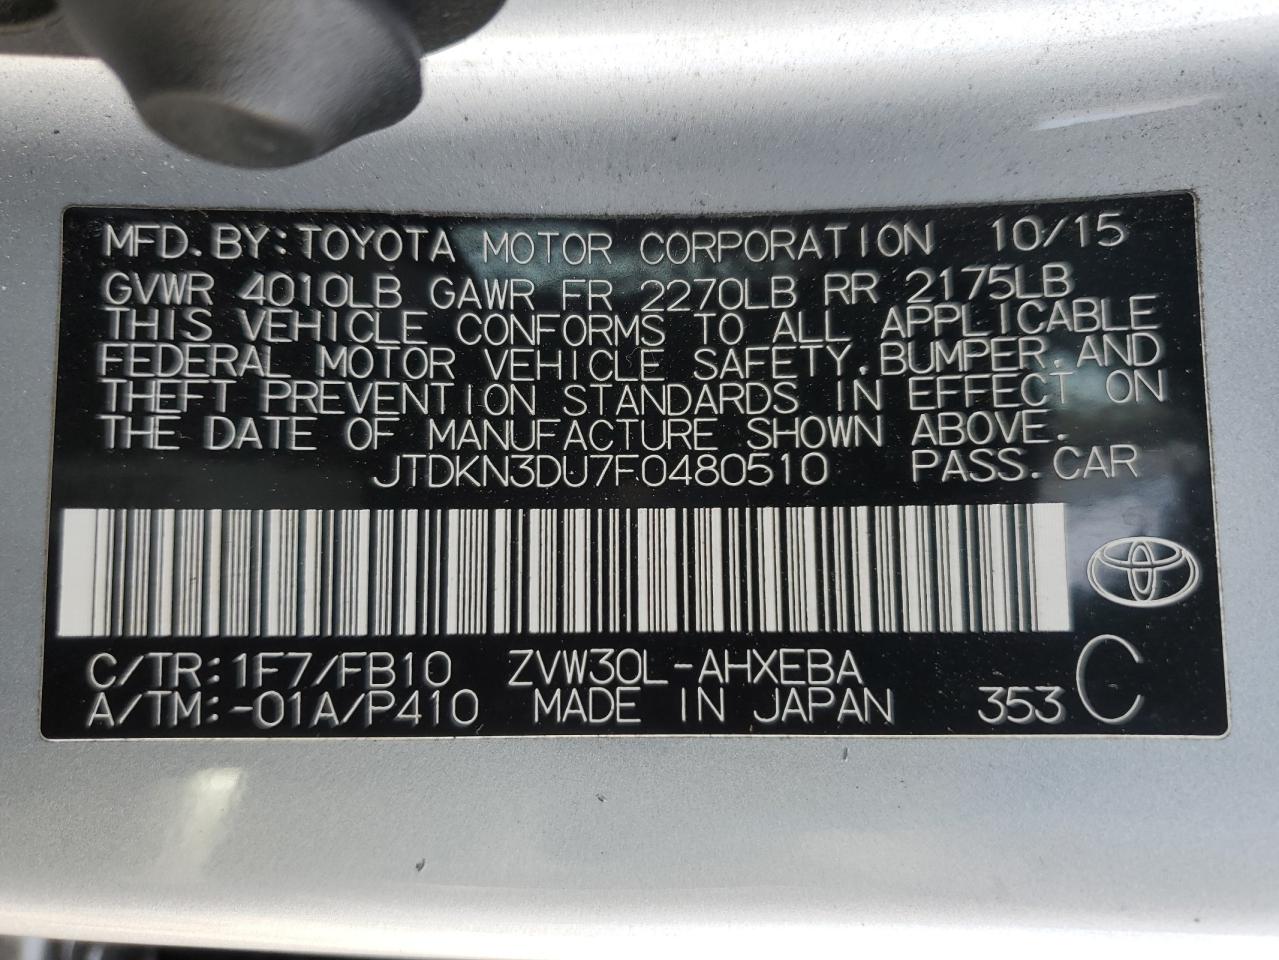 MFD. BY: TOYOTA MOTOR CORPORATION 10/15
GVWR 4010LB GAWR FR 2270LB RR 2175LB
THIS VEHICLE CONFORMS TO ALL APPLICABLE
FEDERAL MOTOR VEHICLE SAFETY, BUMPER, AND
THEFT PREVENTION STANDARDS IN EFFECT ON
THE DATE OF MANUFACTURE SHOWN ABOVE.
JTDKN3DU7F0480510 PASS. CAR
C/TR: 1F7/FB10 ZVW30L-AHXEBA C
A/TM: -01A/P410 MADE IN JAPAN 353